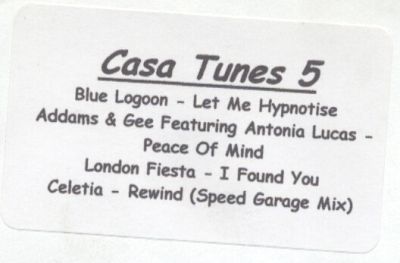 Casa Tunes 5
Blue Logoon - Let Me Hypnotise
Addams & Gee Featuring Antonia Lucas -
Peace Of Mind
London Fiesta - I Found You
Celetia - Rewind (Speed Garage Mix)